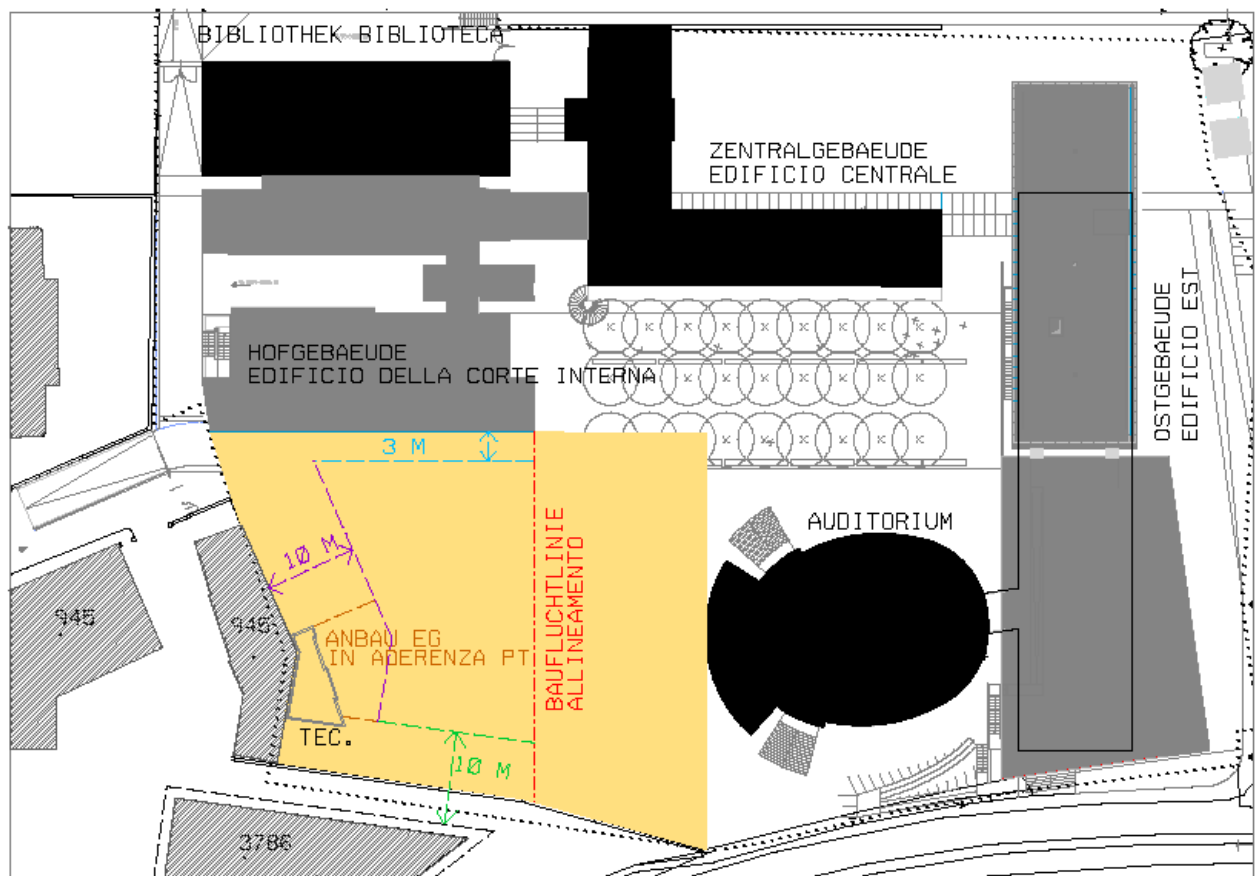 BIBLIOTHEK BIBLIOTECA
ZENTRALGEBAEUDE
EDIFICIO CENTRALE
OSTGEBAEUDE
EDIFICIO EST
HOFGEBAEUDE
EDIFICIO DELLA CORTE INTERNA
3 M
10 M
BAUFLUCHTLINIE
ALLINEAMENTO
AUDITORIUM
945
945
ANBAU EG
IN ADERENZA PT
TEC.
10 M
3786